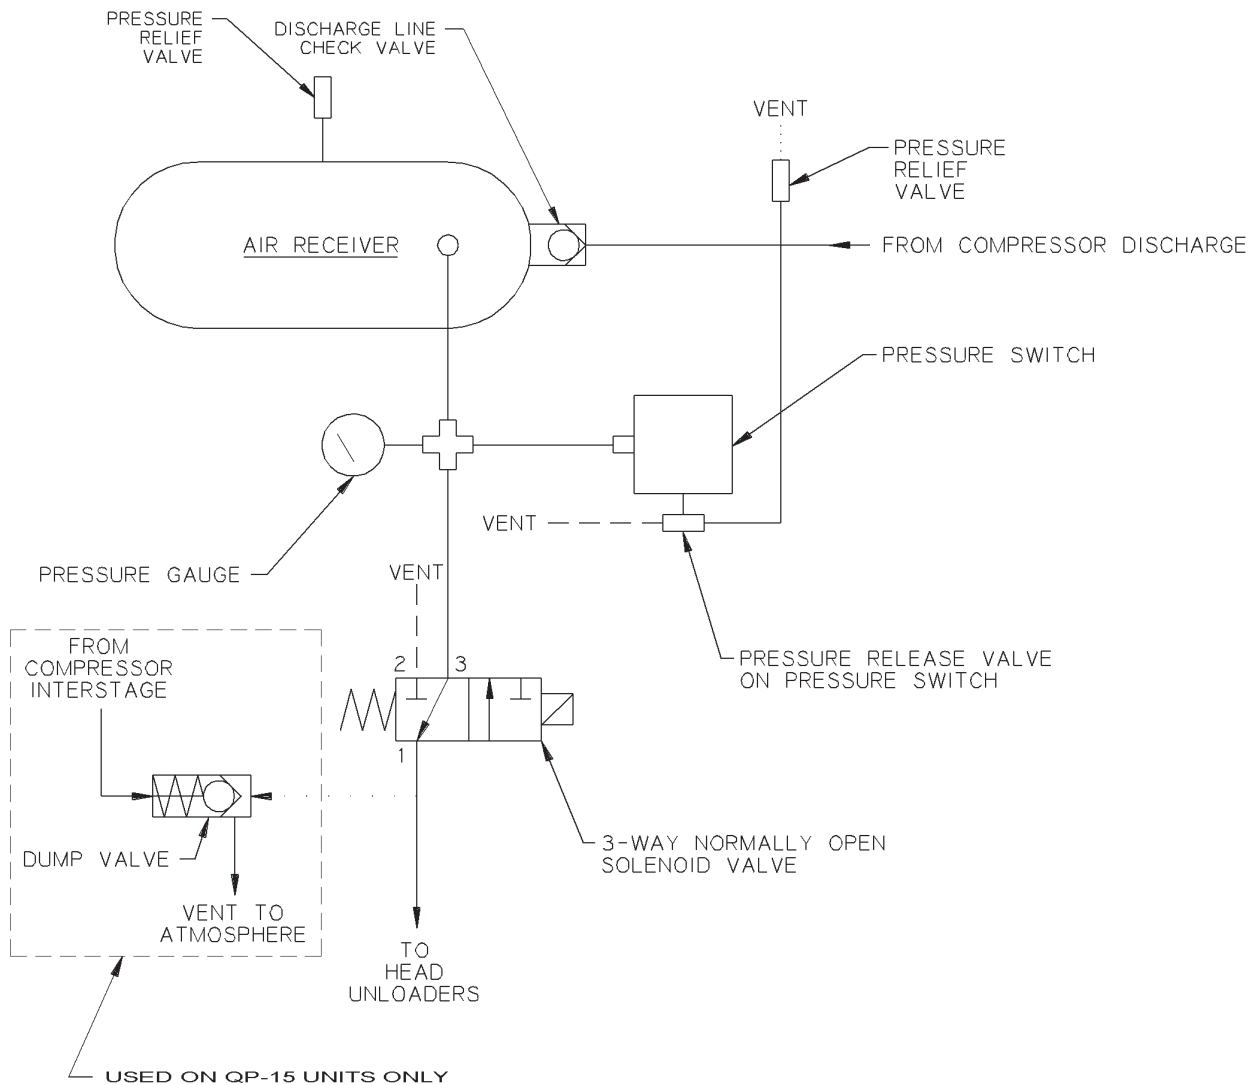 PRESSURE
RELIEF
VALVE
DISCHARGE LINE
CHECK VALVE
VENT
PRESSURE
RELIEF
VALVE
AIR RECEIVER
FROM COMPRESSOR DISCHARGE
PRESSURE SWITCH
VENT
PRESSURE GAUGE
VENT
PRESSURE RELEASE VALVE
ON PRESSURE SWITCH
FROM
COMPRESSOR
INTERSTAGE
2 3
1
3-WAY NORMALLY OPEN
SOLENOID VALVE
DUMP VALVE
VENT TO
ATMOSPHERE
TO
HEAD
UNLOADERS
USED ON QP-15 UNITS ONLY